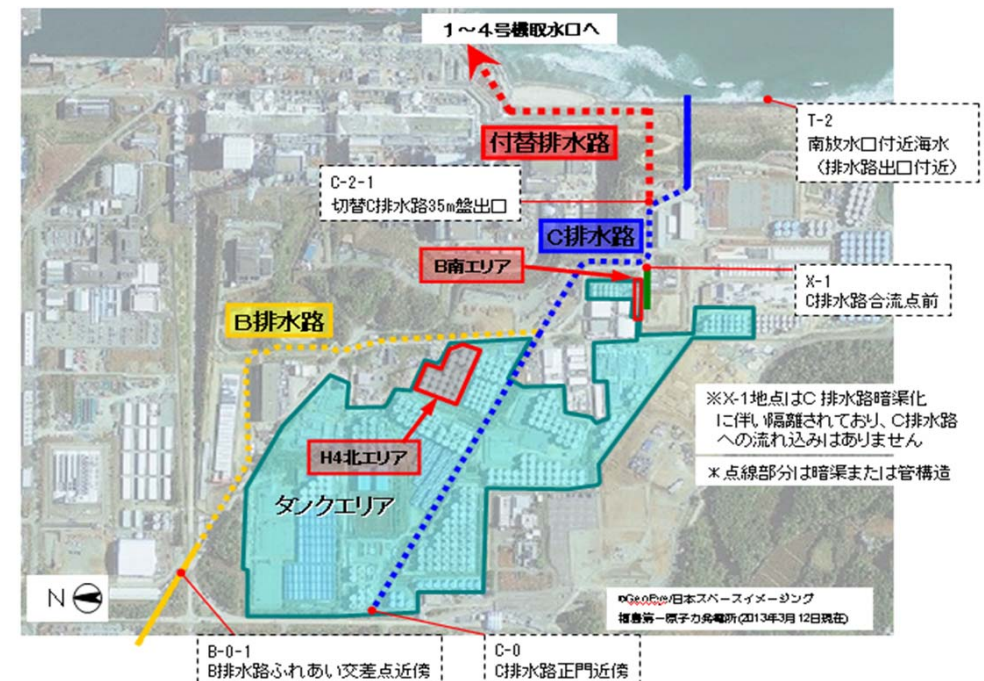 1～4号機取水口へ
T-2
南放水口付近海水
(排水路出口付近)
付替排水路
C-2-1
切替C排水路35m盤出口
C排水路
B南エリア
X-1
C排水路合流点前
B排水路
※X-1地点はC排水路暗渠化
に伴い隔離されており、C排水路
への流れ込みはありません
H4北エリア
＊点線部分は暗渠または管構造
タンクエリア
N
©GeoEye/日本スペースイメージング
福島第一原子力発電所(2013年3月12日現在)
B-0-1
B排水路ふれあい交差点近傍
C-0
C排水路正門近傍